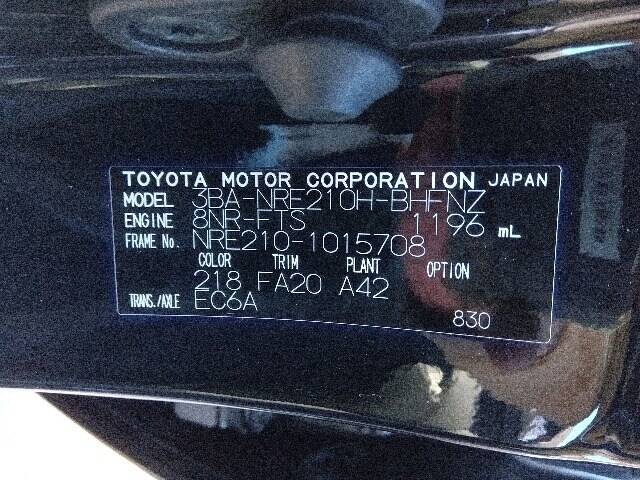 TOYOTA MOTOR CORPORATION JAPAN
MODEL 3BA-NRE210H-BHFNZ
ENGINE 8NR-FTS 1196 mL
FRAME No. NRE210-1015708
COLOR TRIM PLANT OPTION
218 FA20 A42
TRANS./AXLE EC6A
830